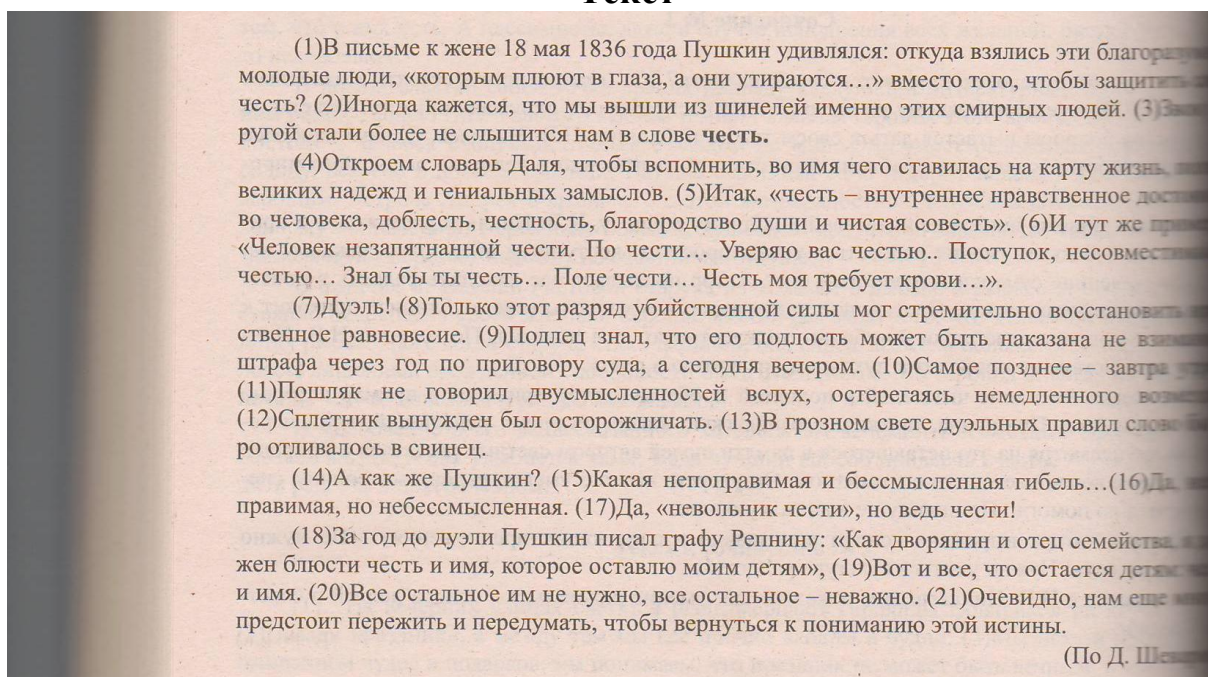 Текст
(1)В письме к жене 18 мая 1836 года Пушкин удивлялся: откуда взялись эти
молодые люди, «которым плюют в глаза, а они утираются…» вместо того, чтобы
честь? (2)Иногда кажется, что мы вышли из шинелей именно этих смирных людей.
ругой стали более не слышится нам в слове честь.
(4)Откроем словарь Даля, чтобы вспомнить, во имя чего ставилась на карту жизнь,
великих надежд и гениальных замыслов. (5)Итак, «честь – внутреннее нравственное
во человека, доблесть, честность, благородство души и чистая совесть». (6)И тут же
«Человек незапятнанной чести. По чести… Уверяю вас честью.. Поступок,
честью… Знал бы ты честь… Поле чести… Честь моя требует крови…».
(7)Дуэль! (8)Только этот разряд убийственной силы мог стремительно восстановить
ственное равновесие. (9)Подлец знал, что его подлость может быть наказана не
штрафа через год по приговору суда, а сегодня вечером. (10)Самое позднее – завтра
(11)Пошляк не говорил двусмысленностей вслух, остерегаясь немедленного
(12)Сплетник вынужден был осторожничать. (13)В грозном свете дуэльных правил слово
ро отливалось в свинец.
(14)А как же Пушкин? (15)Какая непоправимая и бессмысленная гибель…(16)Да,
правимая, но небессмысленная. (17)Да, «невольник чести», но ведь чести!
(18)За год до дуэли Пушкин писал графу Репнину: «Как дворянин и отец семейства,
жен блюсти честь и имя, которое оставлю моим детям», (19)Вот и все, что остается детям:
и имя. (20)Все остальное им не нужно, все остальное – неважно. (21)Очевидно, нам еще
предстоит пережить и передумать, чтобы вернуться к пониманию этой истины.
(По Д.